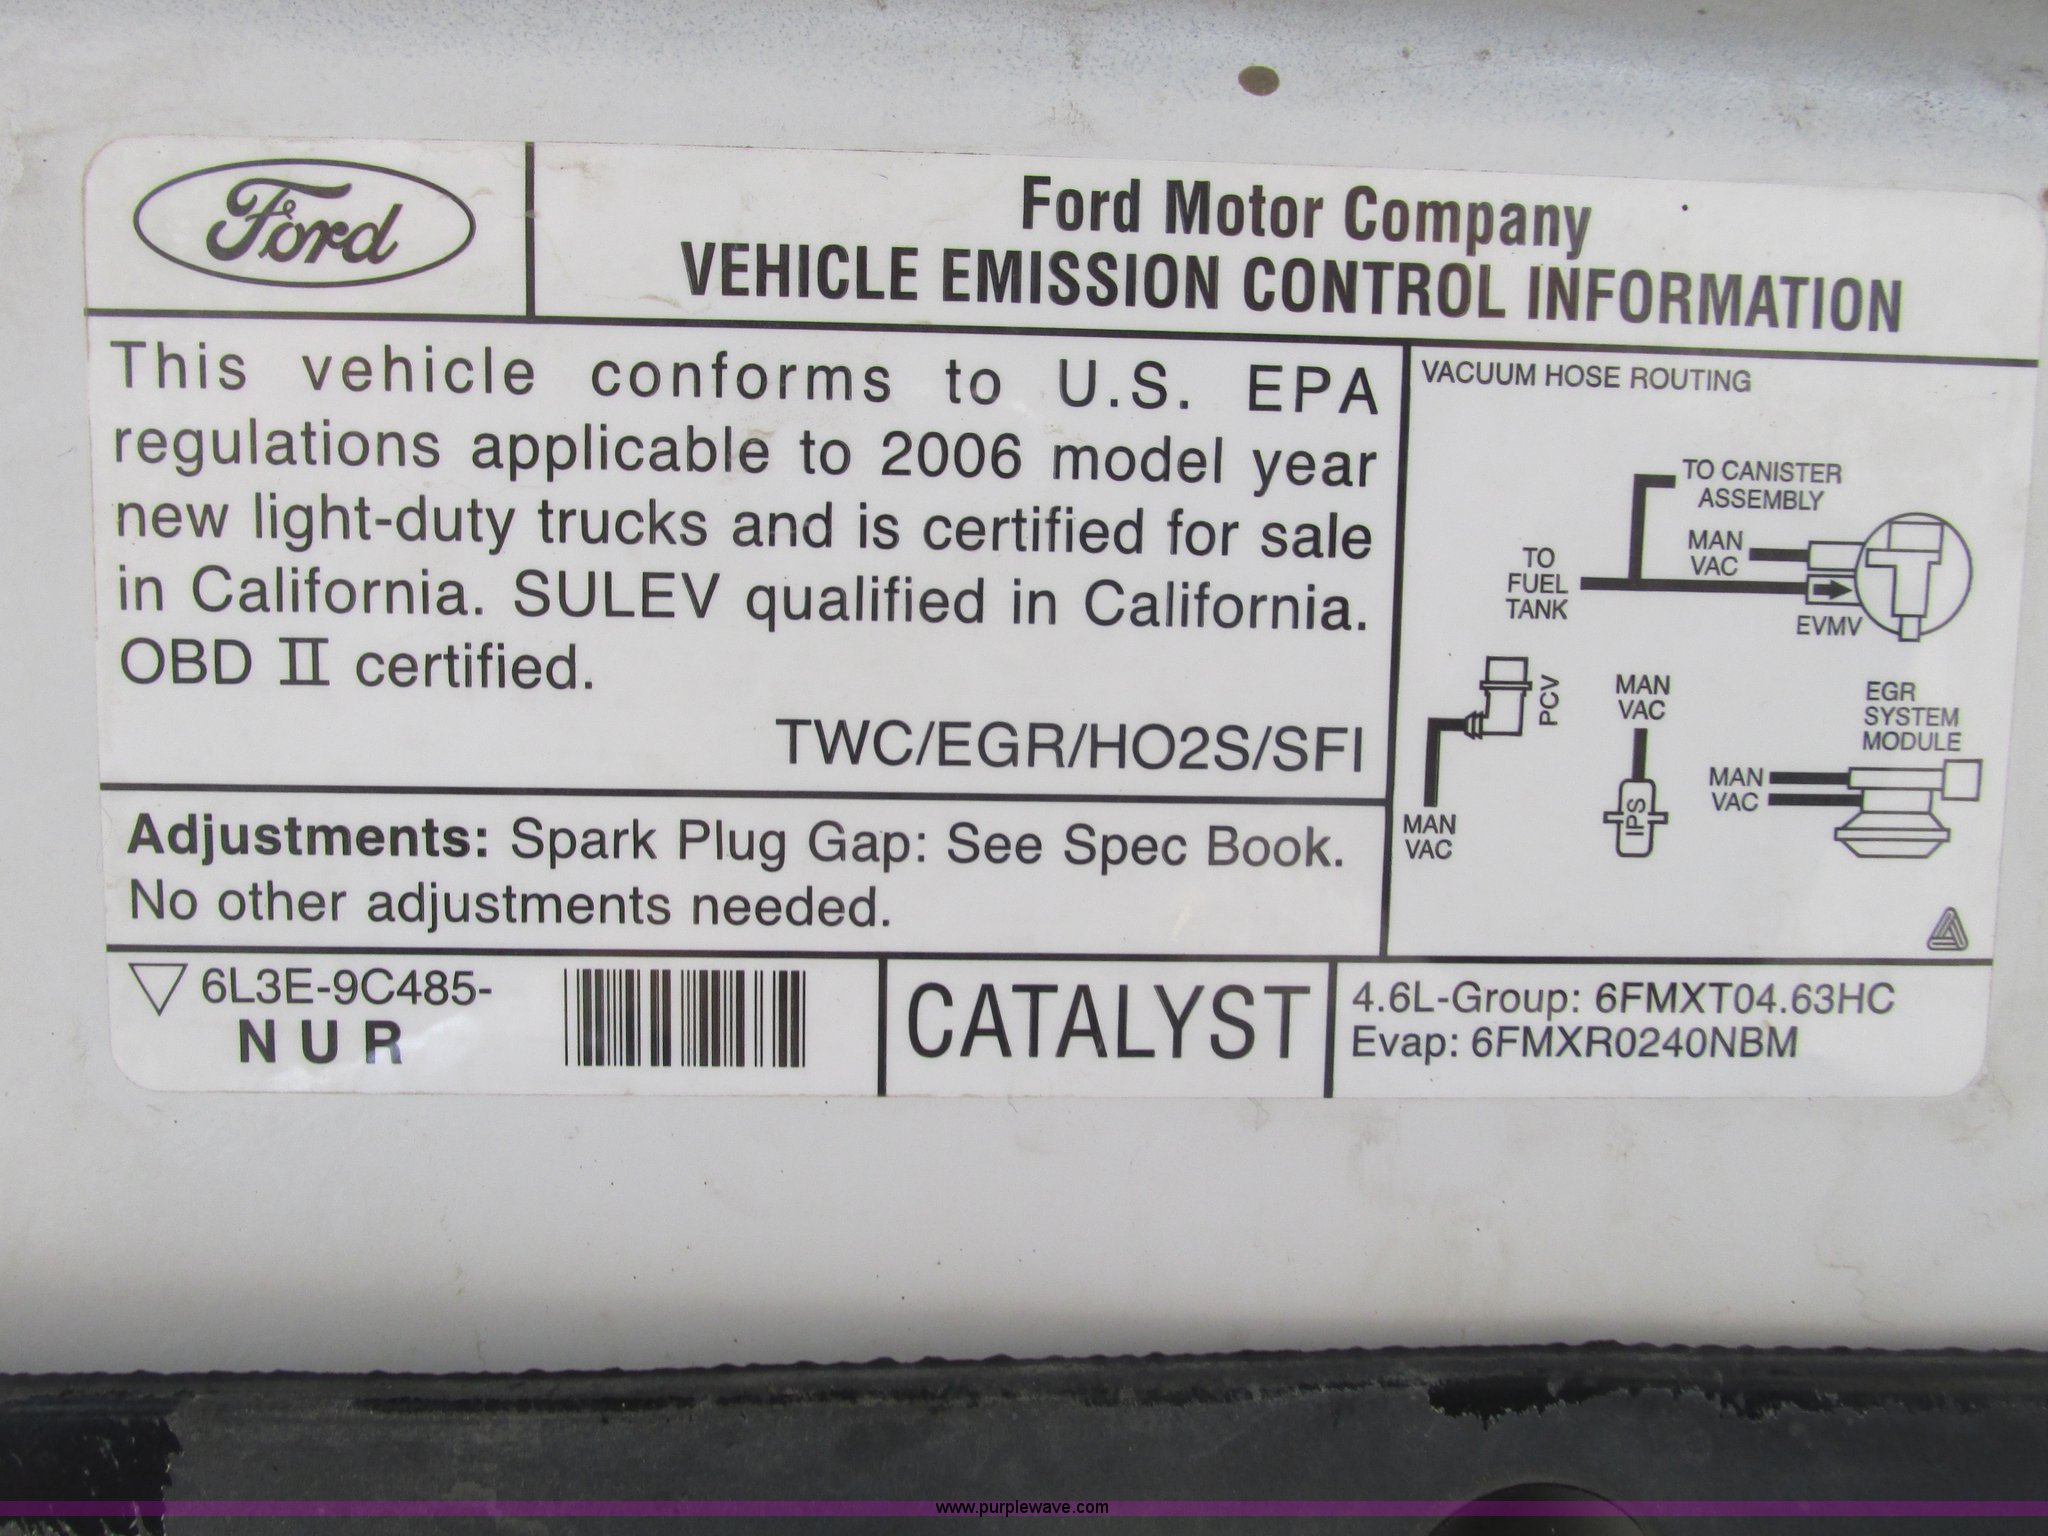 Ford
Ford Motor Company
VEHICLE EMISSION CONTROL INFORMATION
This vehicle conforms to U.S. EPA
regulations applicable to 2006 model year
new light-duty trucks and is certified for sale
in California. SULEV qualified in California.
OBD II certified.
TWC/EGR/HO2S/SFI
Adjustments: Spark Plug Gap: See Spec Book.
No other adjustments needed.
VACUUM HOSE ROUTING
TO CANISTER
ASSEMBLY
MAN
VAC
TO
FUEL
TANK
EVMV
PCV
MAN
VAC
MAN
VAC
IPS
EGR
SYSTEM
MODULE
MAN
VAC
6L3E-9C485-
NUR
CATALYST
4.6L-Group: 6FMXT04.63HC
Evap: 6FMXR0240NBM
www.purplewave.com